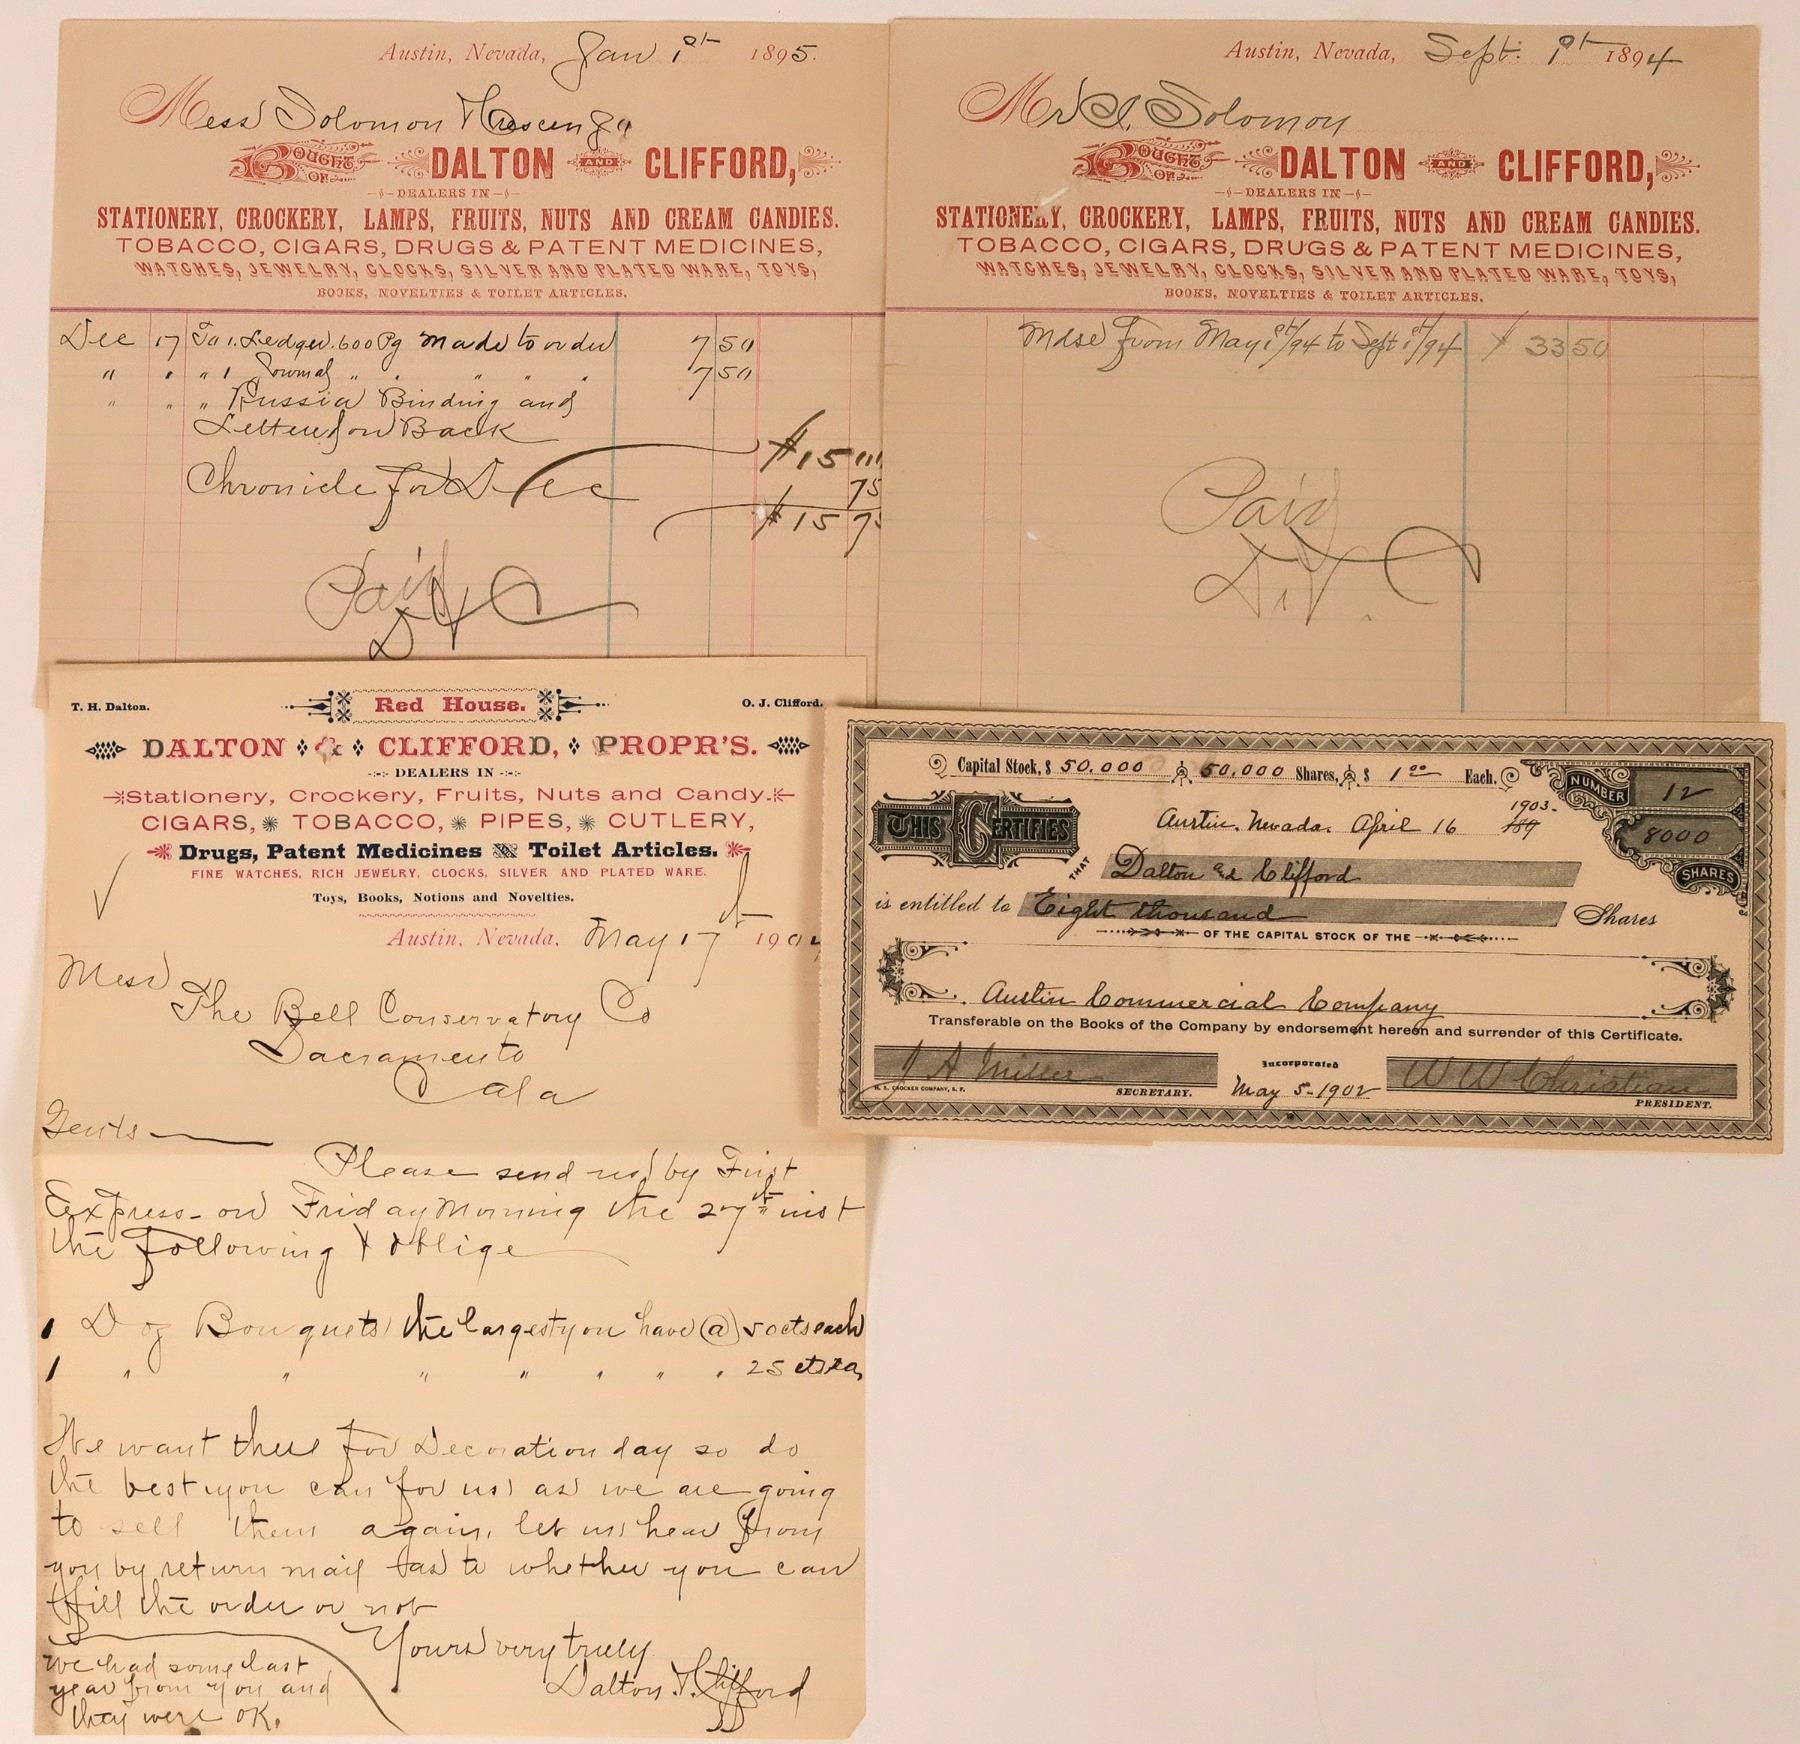 Austin, Nevada, Jan 1st 1895.
Mess Solomon
BOUGHT OF DALTON AND CLIFFORD,
DEALERS IN
STATIONERY, CROCKERY, LAMPS, FRUITS, NUTS AND CREAM CANDIES.
TOBACCO, CIGARS, DRUGS & PATENT MEDICINES,
WATCHES, JEWELRY, CLOCKS, SILVER AND PLATED WARE, TOYS,
BOOKS, NOVELTIES & TOILET ARTICLES.
Dec 17 To 1. Ledger. 600 Pg made to order 7 50
" " " 1 Journal " " " " 7 50
" " " Russia Binding and
Lettered on Back
$15
Chronicle for Dec 75
$15 75
Paid
D & C
Austin, Nevada, Sept. 1st 1894
Mr I. Solomon
BOUGHT OF DALTON AND CLIFFORD,
DEALERS IN
STATIONERY, CROCKERY, LAMPS, FRUITS, NUTS AND CREAM CANDIES.
TOBACCO, CIGARS, DRUGS & PATENT MEDICINES,
WATCHES, JEWELRY, CLOCKS, SILVER AND PLATED WARE, TOYS,
BOOKS, NOVELTIES & TOILET ARTICLES.
Mdse from May 1st/94 to Sept 1st/94 $ 33 50
Paid
D. & C
T. H. Dalton. Red House. O. J. Clifford.
DALTON & CLIFFORD, PROPR'S.
DEALERS IN
Stationery, Crockery, Fruits, Nuts and Candy.
CIGARS, TOBACCO, PIPES, CUTLERY,
Drugs, Patent Medicines Toilet Articles.
FINE WATCHES, RICH JEWELRY, CLOCKS, SILVER AND PLATED WARE.
Toys, Books, Notions and Novelties.
Austin, Nevada, May 17th 190
Mess
The Bell Conservatory Co
Sacramento
Cala
Gents
Please send us by First
Express - on Friday Morning the 27th inst
the following & oblige
1 Doz Bouquets the largest you have @ 50cts each
1 " " " " " " " 25 cts ea
We want these for Decoration day so do
the best you can for us as we are going
to sell them again, let us hear from
you by return mail as to whether you can
fill the order or not
Yours very truly
Dalton & Clifford
We had some last
year from you and
they were OK.
Capital Stock, $ 50,000 50,000 Shares, $ 1 00 Each.
NUMBER 12
Austin, Nevada. April 16 1903. 189
8000 SHARES
THIS CERTIFIES THAT Dalton and Clifford
is entitled to Eight thousand Shares
OF THE CAPITAL STOCK OF THE
Austin Commercial Company
Transferable on the Books of the Company by endorsement hereon and surrender of this Certificate.
J A Miller Incorporated W W Christian
H. S. CROCKER COMPANY, S. F. SECRETARY. May 5-1902 PRESIDENT.